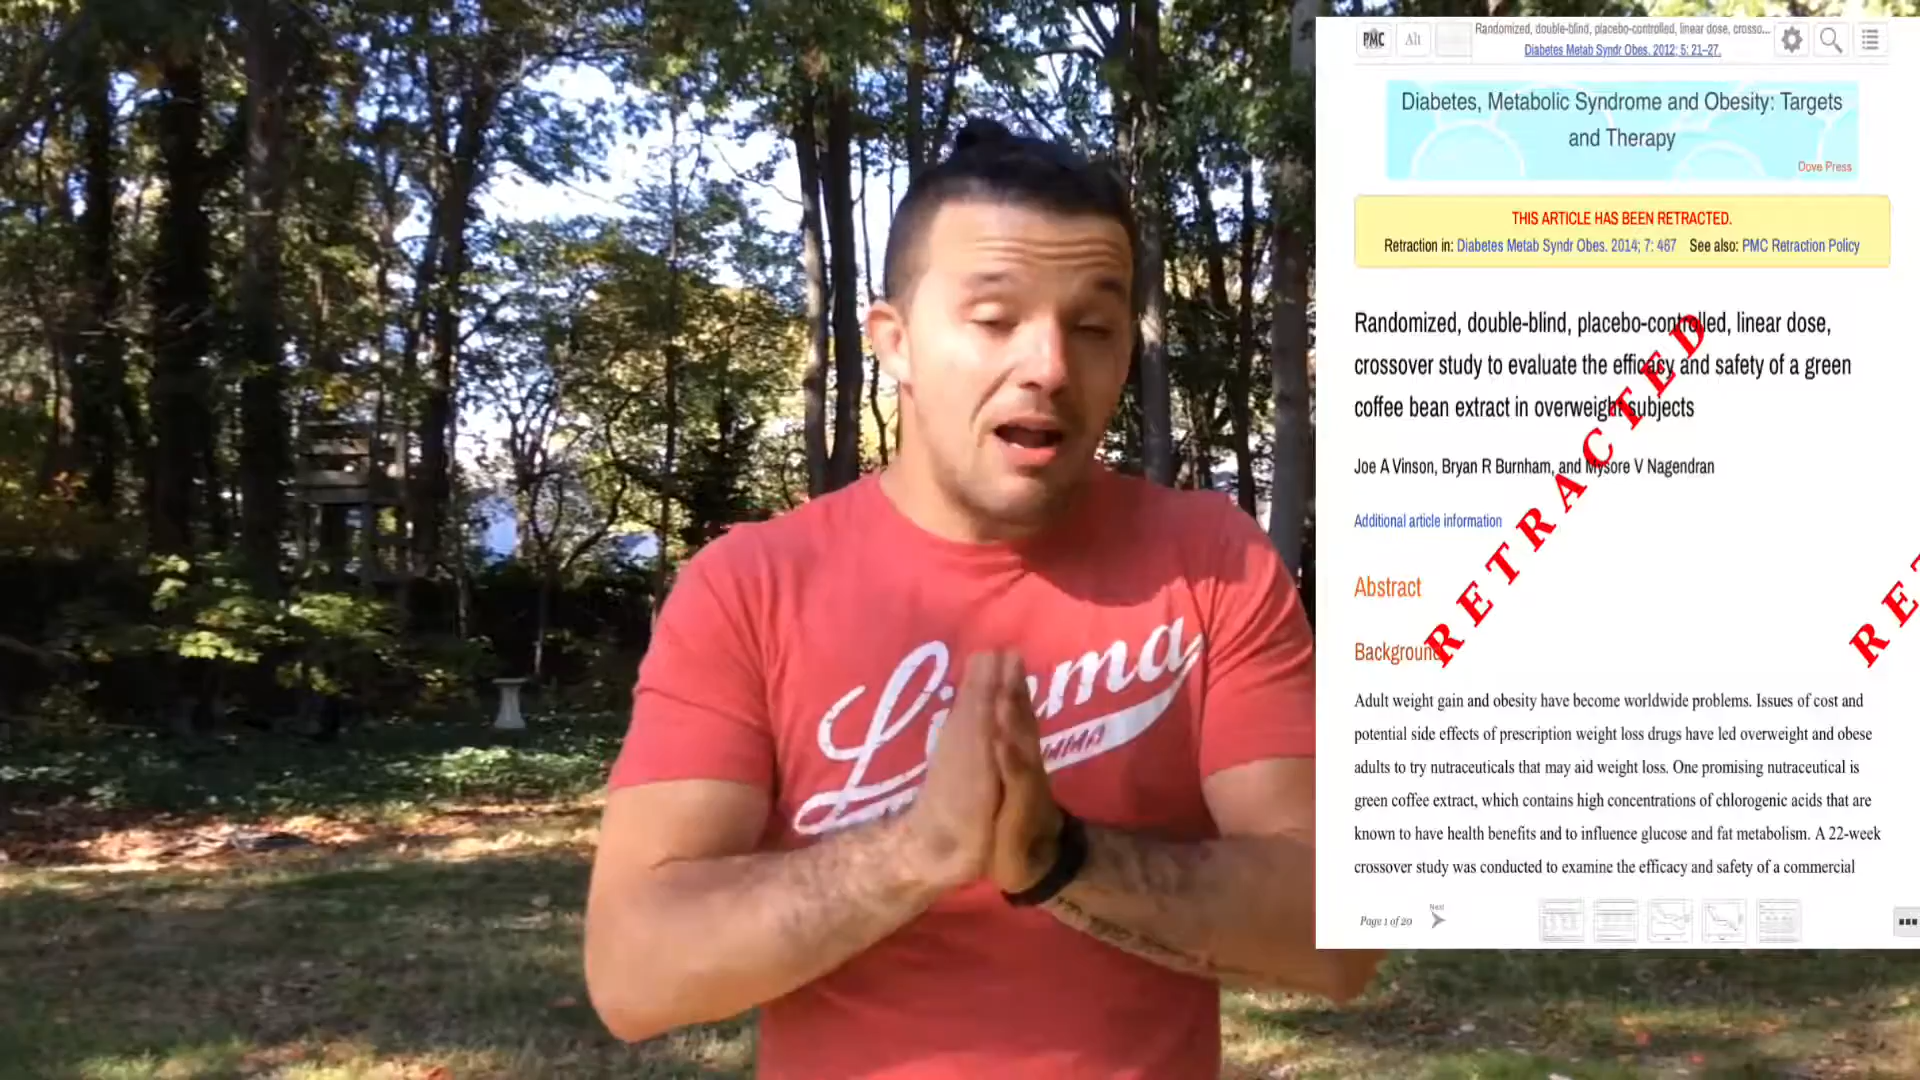 PMC
Alt
Randomized, double-blind, placebo-controlled, linear dose, crosso...
Diabetes Metab Syndr Obes. 2012; 5: 21–27.
Diabetes, Metabolic Syndrome and Obesity: Targets
and Therapy
Dove Press
THIS ARTICLE HAS BEEN RETRACTED.
Retraction in: Diabetes Metab Syndr Obes. 2014; 7: 467 See also: PMC Retraction Policy
Randomized, double-blind, placebo-controlled, linear dose,
crossover study to evaluate the efficacy and safety of a green
coffee bean extract in overweight subjects
Joe A Vinson, Bryan R Burnham, and Mysore V Nagendran
Additional article information
Abstract
Background
Adult weight gain and obesity have become worldwide problems. Issues of cost and
potential side effects of prescription weight loss drugs have led overweight and obese
adults to try nutraceuticals that may aid weight loss. One promising nutraceutical is
green coffee extract, which contains high concentrations of chlorogenic acids that are
known to have health benefits and to influence glucose and fat metabolism. A 22-week
crossover study was conducted to examine the efficacy and safety of a commercial
RETRACTED
RET
Page 1 of 20
Next